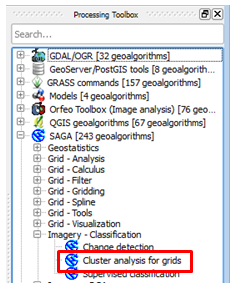 Processing Toolbox
Search...
GDAL/OGR [32 geoalgorithms]
GeoServer/PostGIS tools [8 geoalgorithms]
GRASS commands [157 geoalgorithms]
Models [4 geoalgorithms]
Orfeo Toolbox (Image analysis) [76 geo
QGIS geoalgorithms [67 geoalgorithms]
SAGA [243 geoalgorithms]
Geostatistics
Grid - Analysis
Grid - Calculus
Grid - Filter
Grid - Gridding
Grid - Spline
Grid - Tools
Grid - Visualization
Imagery - Classification
Change detection
Cluster analysis for grids
Supervised classification